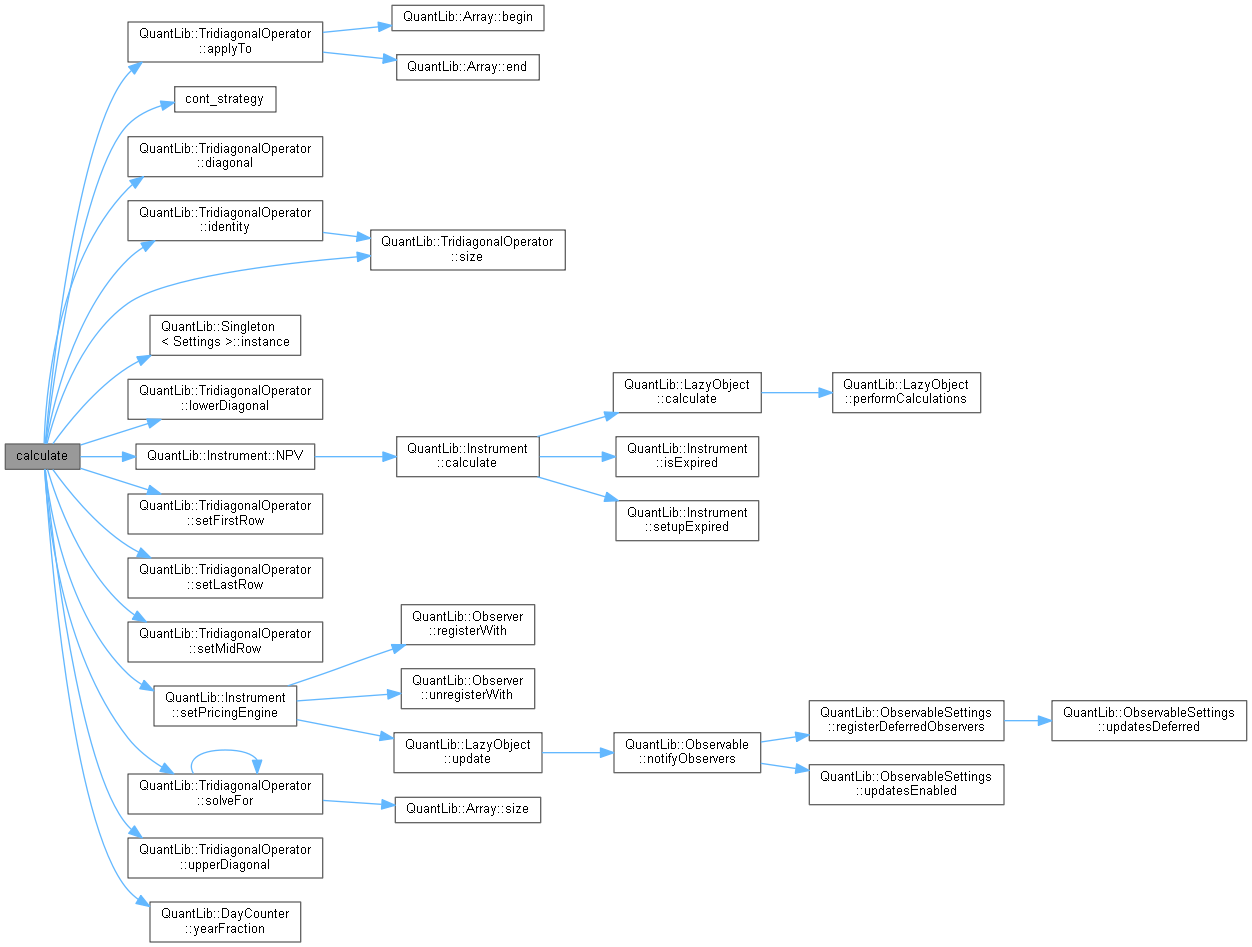 QuantLib::Array::begin
QuantLib::TridiagonalOperator
::applyTo
QuantLib::Array::end
cont_strategy
QuantLib::TridiagonalOperator
::diagonal
QuantLib::TridiagonalOperator
::identity
QuantLib::TridiagonalOperator
::size
QuantLib::Singleton
< Settings >::instance
QuantLib::TridiagonalOperator
::lowerDiagonal
QuantLib::LazyObject
::calculate
QuantLib::LazyObject
::performCalculations
calculate
QuantLib::Instrument::NPV
QuantLib::Instrument
::calculate
QuantLib::Instrument
::isExpired
QuantLib::TridiagonalOperator
::setFirstRow
QuantLib::Instrument
::setupExpired
QuantLib::TridiagonalOperator
::setLastRow
QuantLib::TridiagonalOperator
::setMidRow
QuantLib::Observer
::registerWith
QuantLib::Instrument
::setPricingEngine
QuantLib::Observer
::unregisterWith
QuantLib::LazyObject
::update
QuantLib::Observable
::notifyObservers
QuantLib::ObservableSettings
::registerDeferredObservers
QuantLib::ObservableSettings
::updatesDeferred
QuantLib::ObservableSettings
::updatesEnabled
QuantLib::TridiagonalOperator
::solveFor
QuantLib::Array::size
QuantLib::TridiagonalOperator
::upperDiagonal
QuantLib::DayCounter
::yearFraction